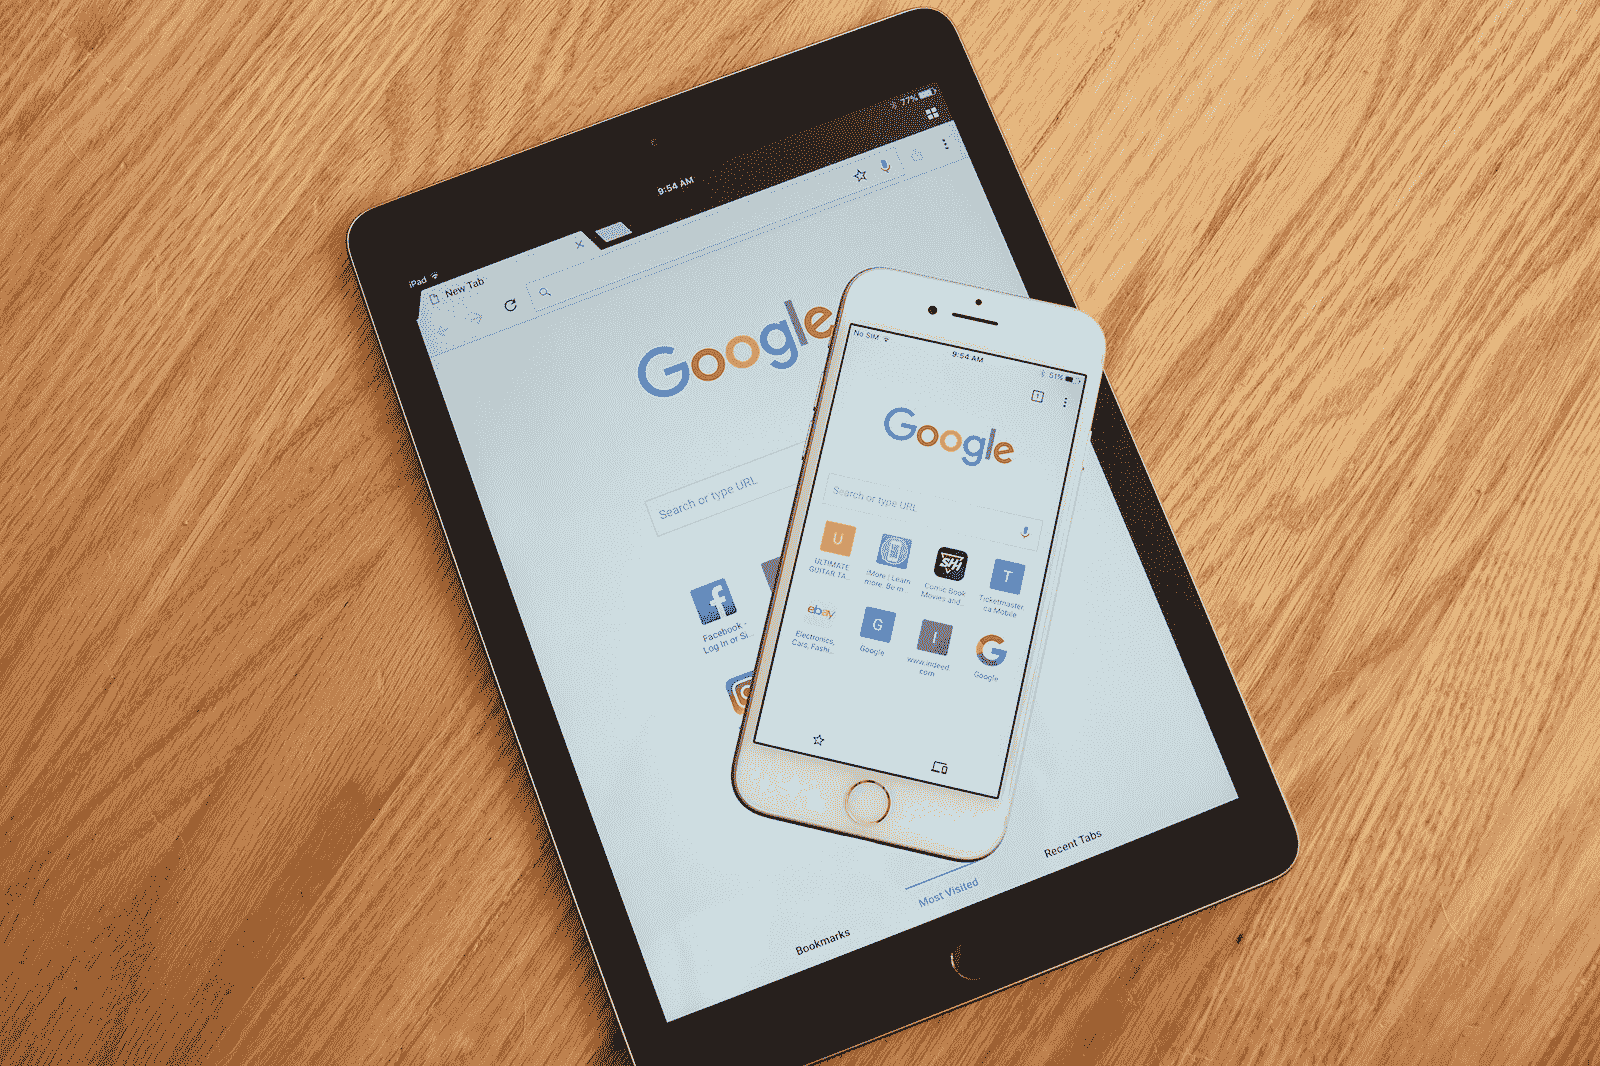 77%
9:54 AM
iPad
New Tab
Google
Search or type URL
Facebook -
Log In or Si
Bookmarks
Most Visited
Recent Tabs
No SIM
9:54 AM
51%
1
Google
Search or type URL
U
ULTIMATE
GUITAR TA...
iMore | Learn
more. Be m
SHH
Comic Book
Movies and
T
Ticketmaster.
ca Mobile
ebay
Electronics,
Cars, Fashi...
G
Google
I
www.indeed.
com
G
Google